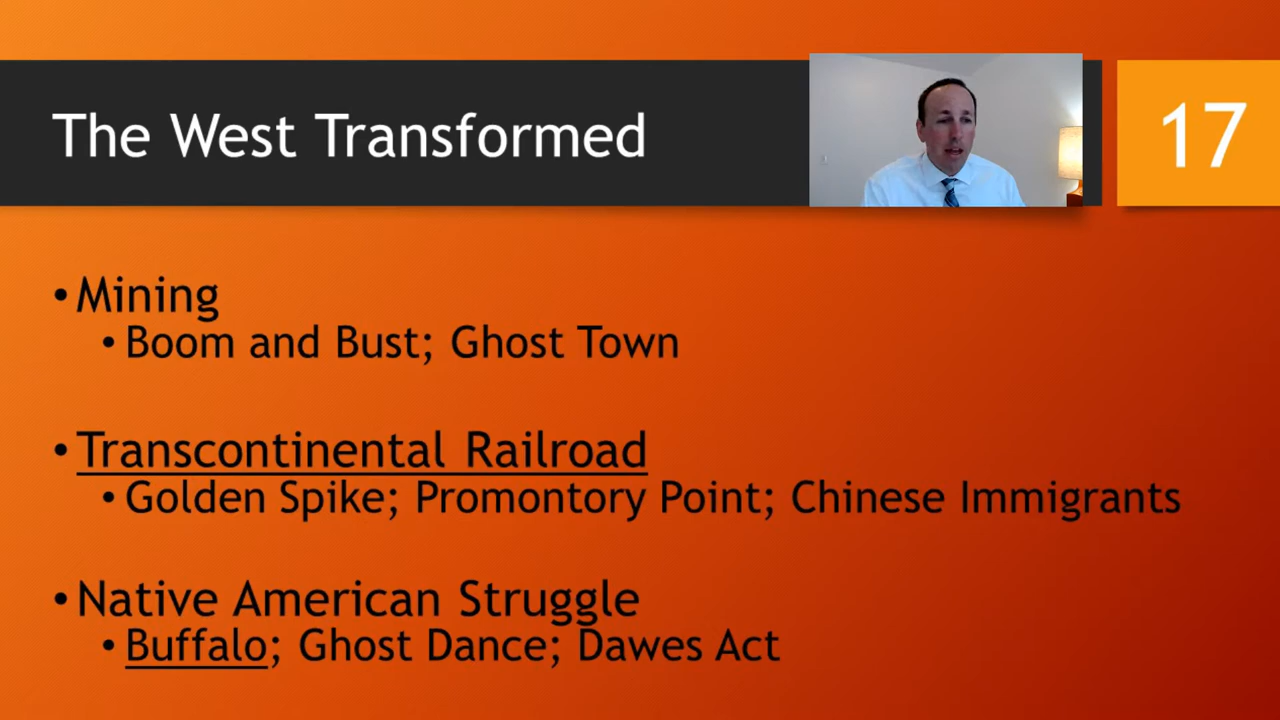 The West Transformed
17
• Mining
• Boom and Bust; Ghost Town
• Transcontinental Railroad
• Golden Spike; Promontory Point; Chinese Immigrants
• Native American Struggle
• Buffalo; Ghost Dance; Dawes Act